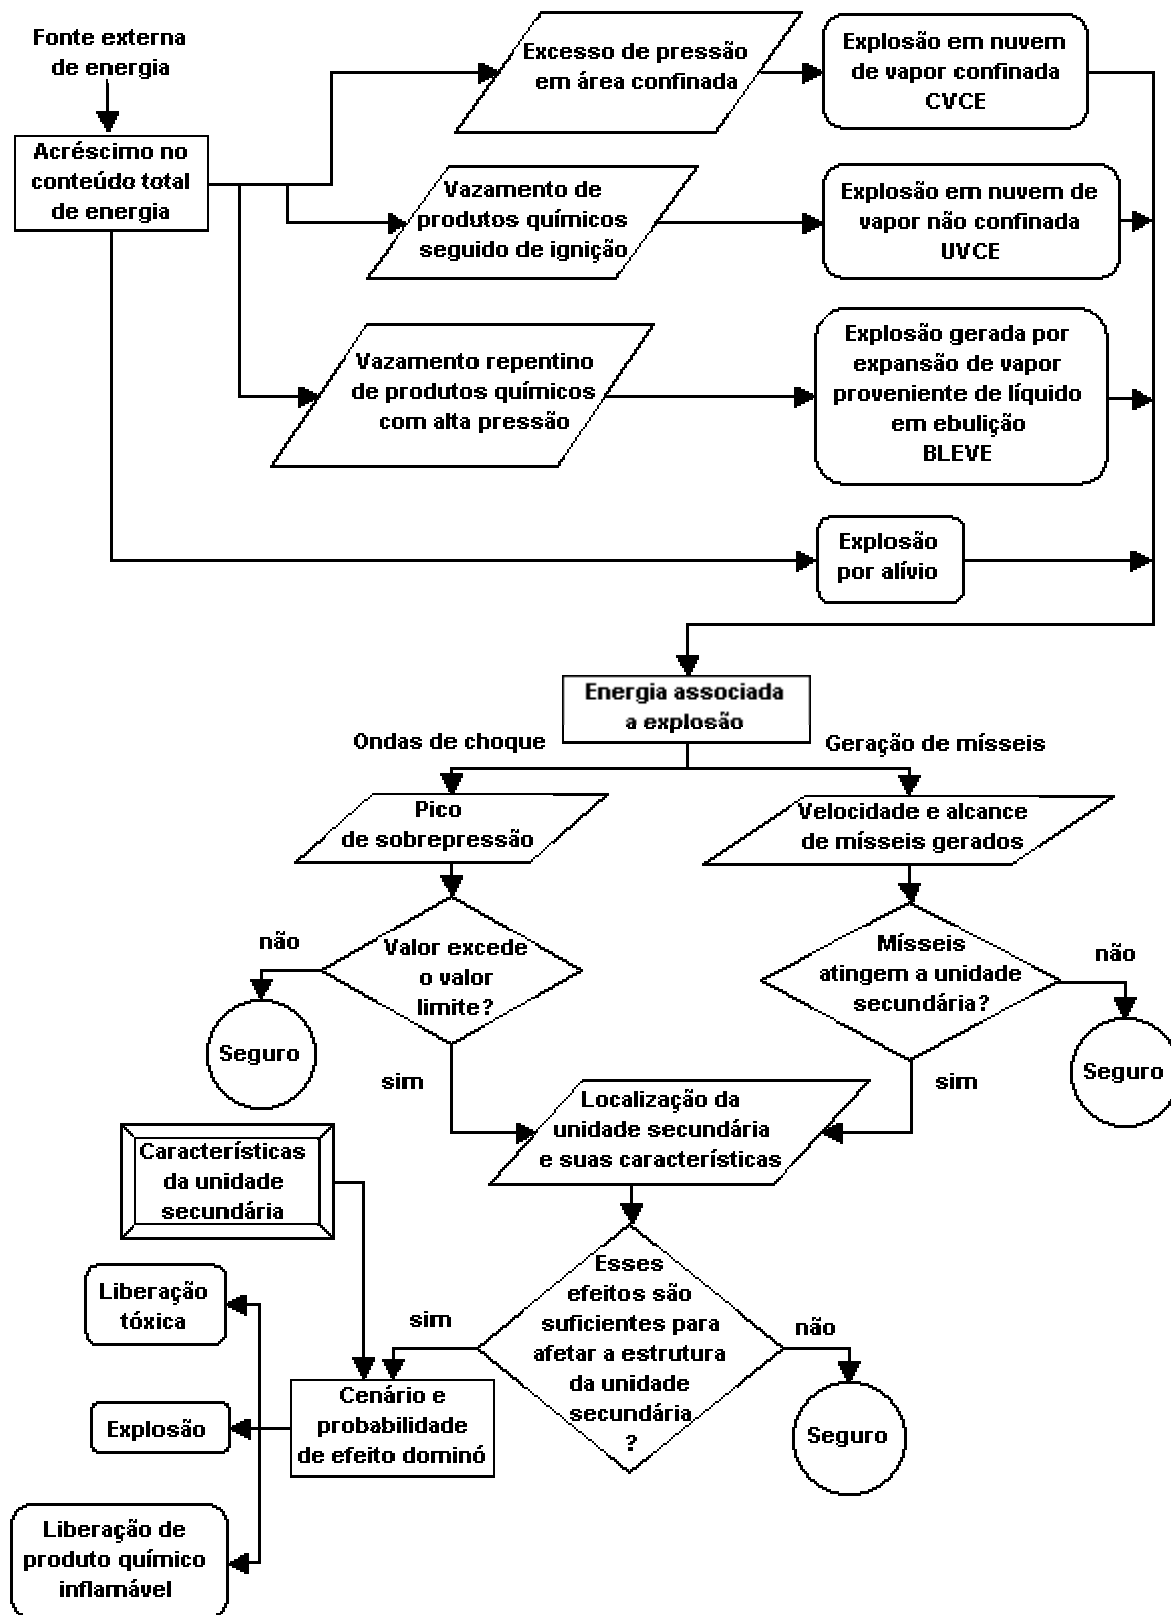 Fonte externa
de energia
Acréscimo no
conteúdo total
de energia
Excesso de pressão
em área confinada
Explosão em nuvem
de vapor confinada
CVCE
Vazamento de
produtos químicos
seguido de ignição
Explosão em nuvem de
vapor não confinada
UVCE
Vazamento repentino
de produtos químicos
com alta pressão
Explosão gerada por
expansão de vapor
proveniente de líquido
em ebulição
BLEVE
Explosão
por alívio
Energia associada
a explosão
Ondas de choque
Geração de mísseis
Pico
de sobrepressão
Velocidade e alcance
de mísseis gerados
não
Valor excede
o valor
limite?
Seguro
sim
Mísseis
atingem a unidade
secundária?
não
Seguro
sim
Localização da
unidade secundária
e suas características
Características
da unidade
secundária
Esses
efeitos são
suficientes para
afetar a estrutura
da unidade
secundária
?
sim
não
Seguro
Cenário e
probabilidade
de efeito dominó
Liberação
tóxica
Explosão
Liberação de
produto químico
inflamável